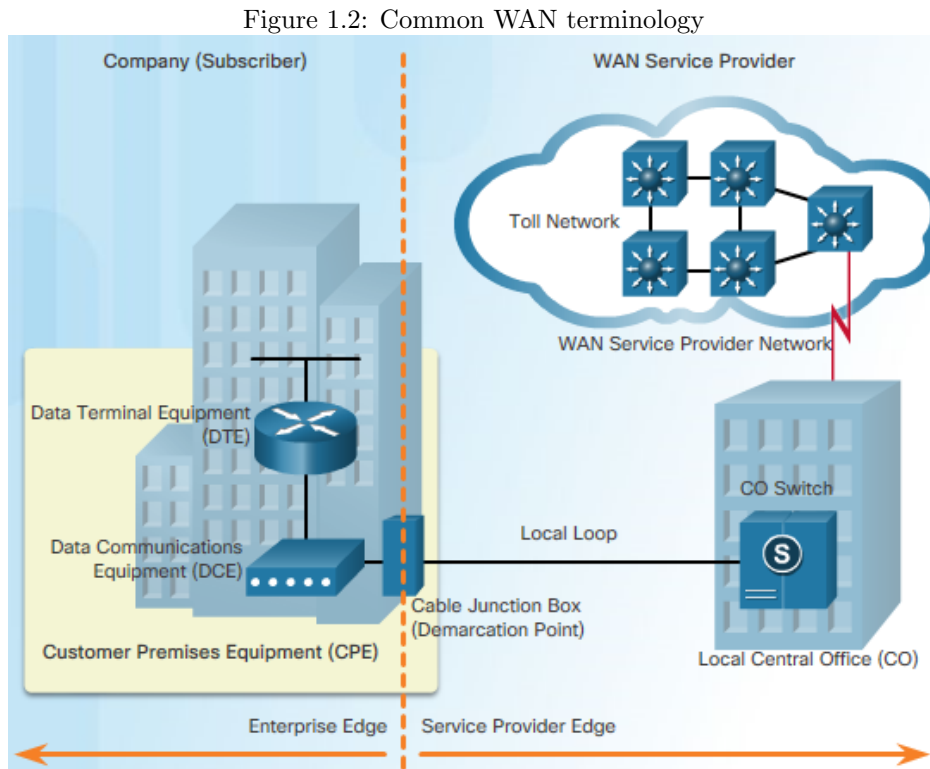 Figure 1.2: Common WAN terminology
Company (Subscriber)
WAN Service Provider
Toll Network
WAN Service Provider Network
Data Terminal Equipment
(DTE)
CO Switch
S
Local Loop
Data Communications
Equipment (DCE)
Cable Junction Box
(Demarcation Point)
Customer Premises Equipment (CPE)
Local Central Office (CO)
Enterprise Edge
Service Provider Edge